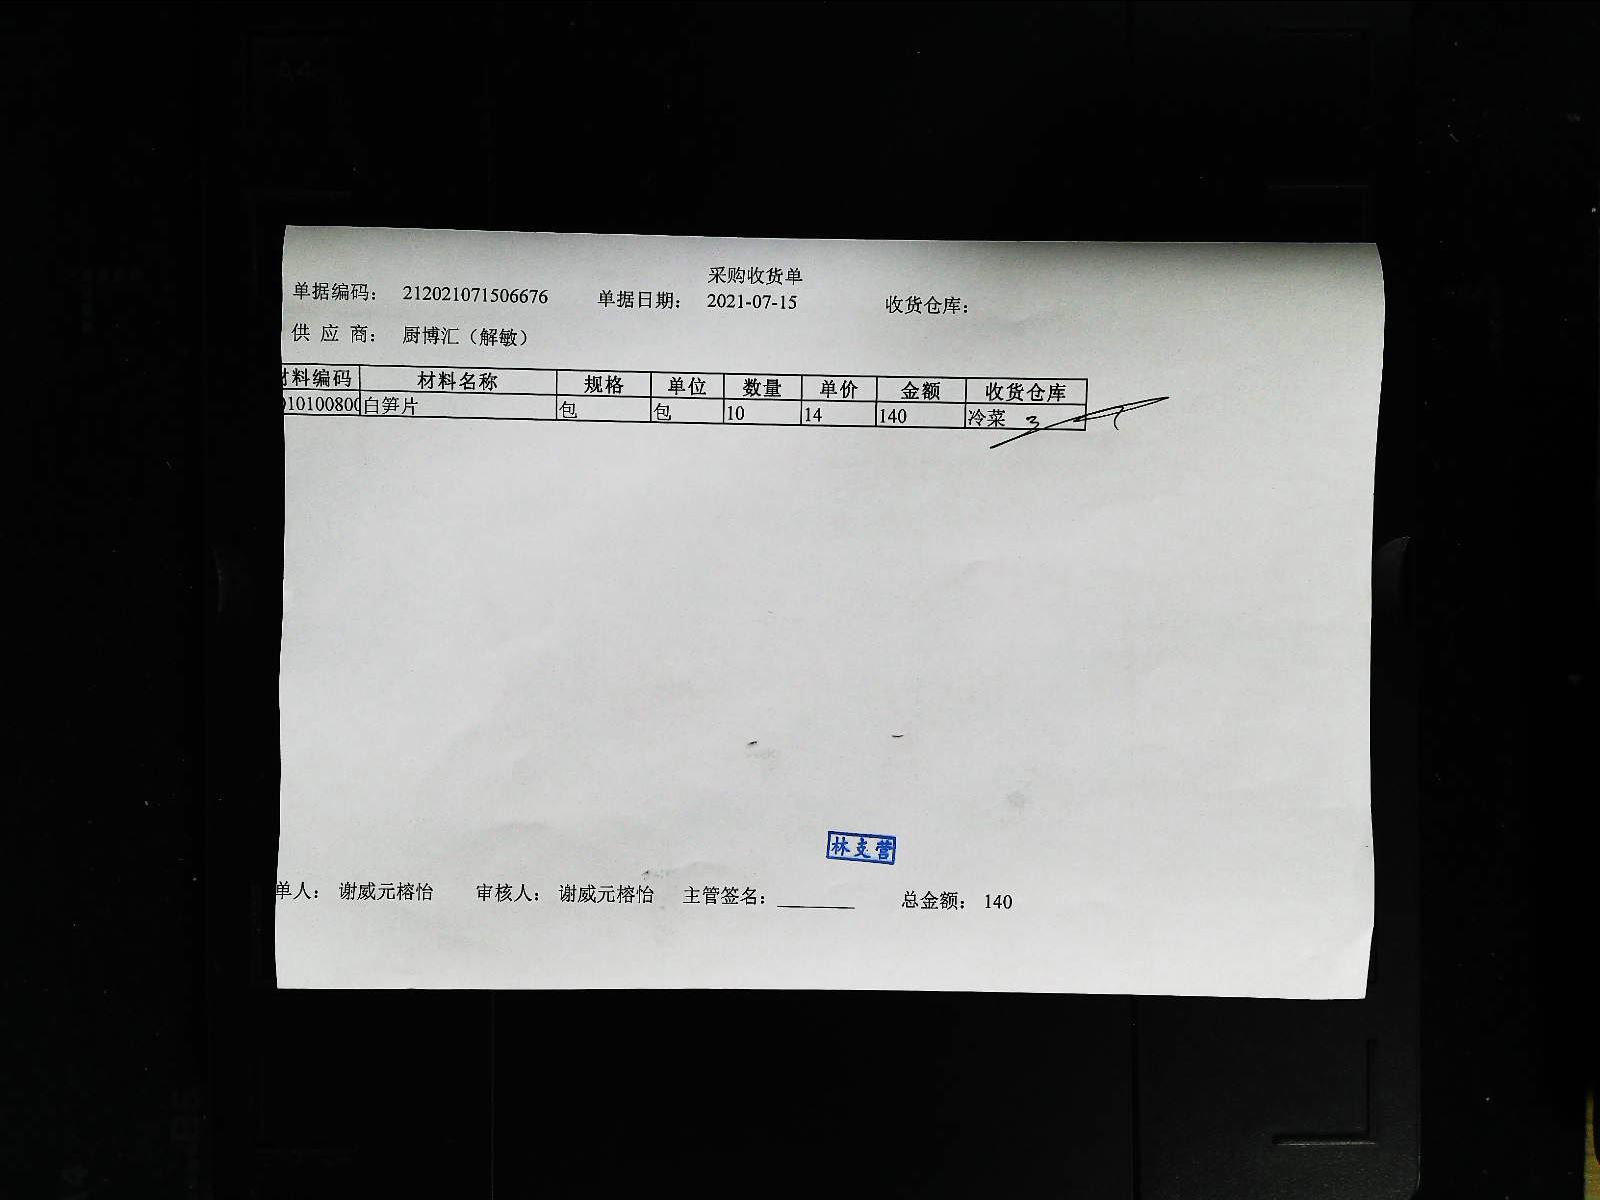 采购收货单
单据编码： 212021071506676 单据日期： 2021-07-15 收货仓库：
供 应 商： 厨博汇（解敏）
材料编码 材料名称 规格 单位 数量 单价 金额 收货仓库
010100800 白笋片 包 包 10 14 140 冷菜
林支营
单人： 谢威元榕怡 审核人： 谢威元榕怡 主管签名：________ 总金额： 140